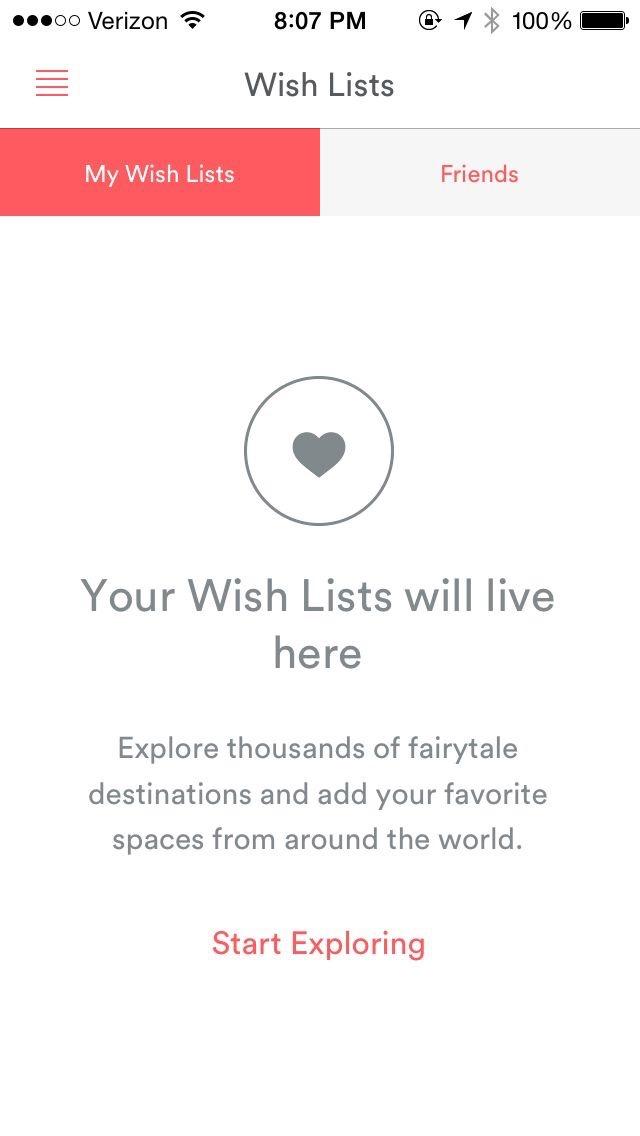 Verizon 8:07 PM 100%
Wish Lists
My Wish Lists Friends
Your Wish Lists will live
here
Explore thousands of fairytale
destinations and add your favorite
spaces from around the world.
Start Exploring